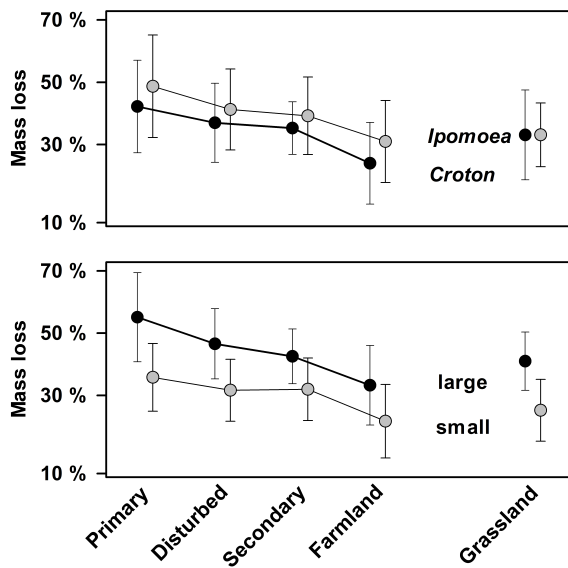 70 %
50 %
30 %
10 %
Mass loss
Ipomoea
Croton
70 %
50 %
30 %
10 %
Mass loss
large
small
Primary
Disturbed
Secondary
Farmland
Grassland